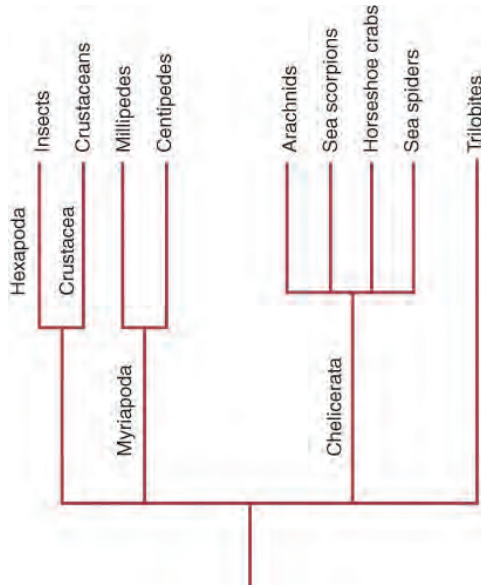 Hexapoda
Insects
Crustacea
Crustaceans
Myriapoda
Millipedes
Centipedes
Chelicerata
Arachnids
Sea scorpions
Horseshoe crabs
Sea spiders
Trilobites